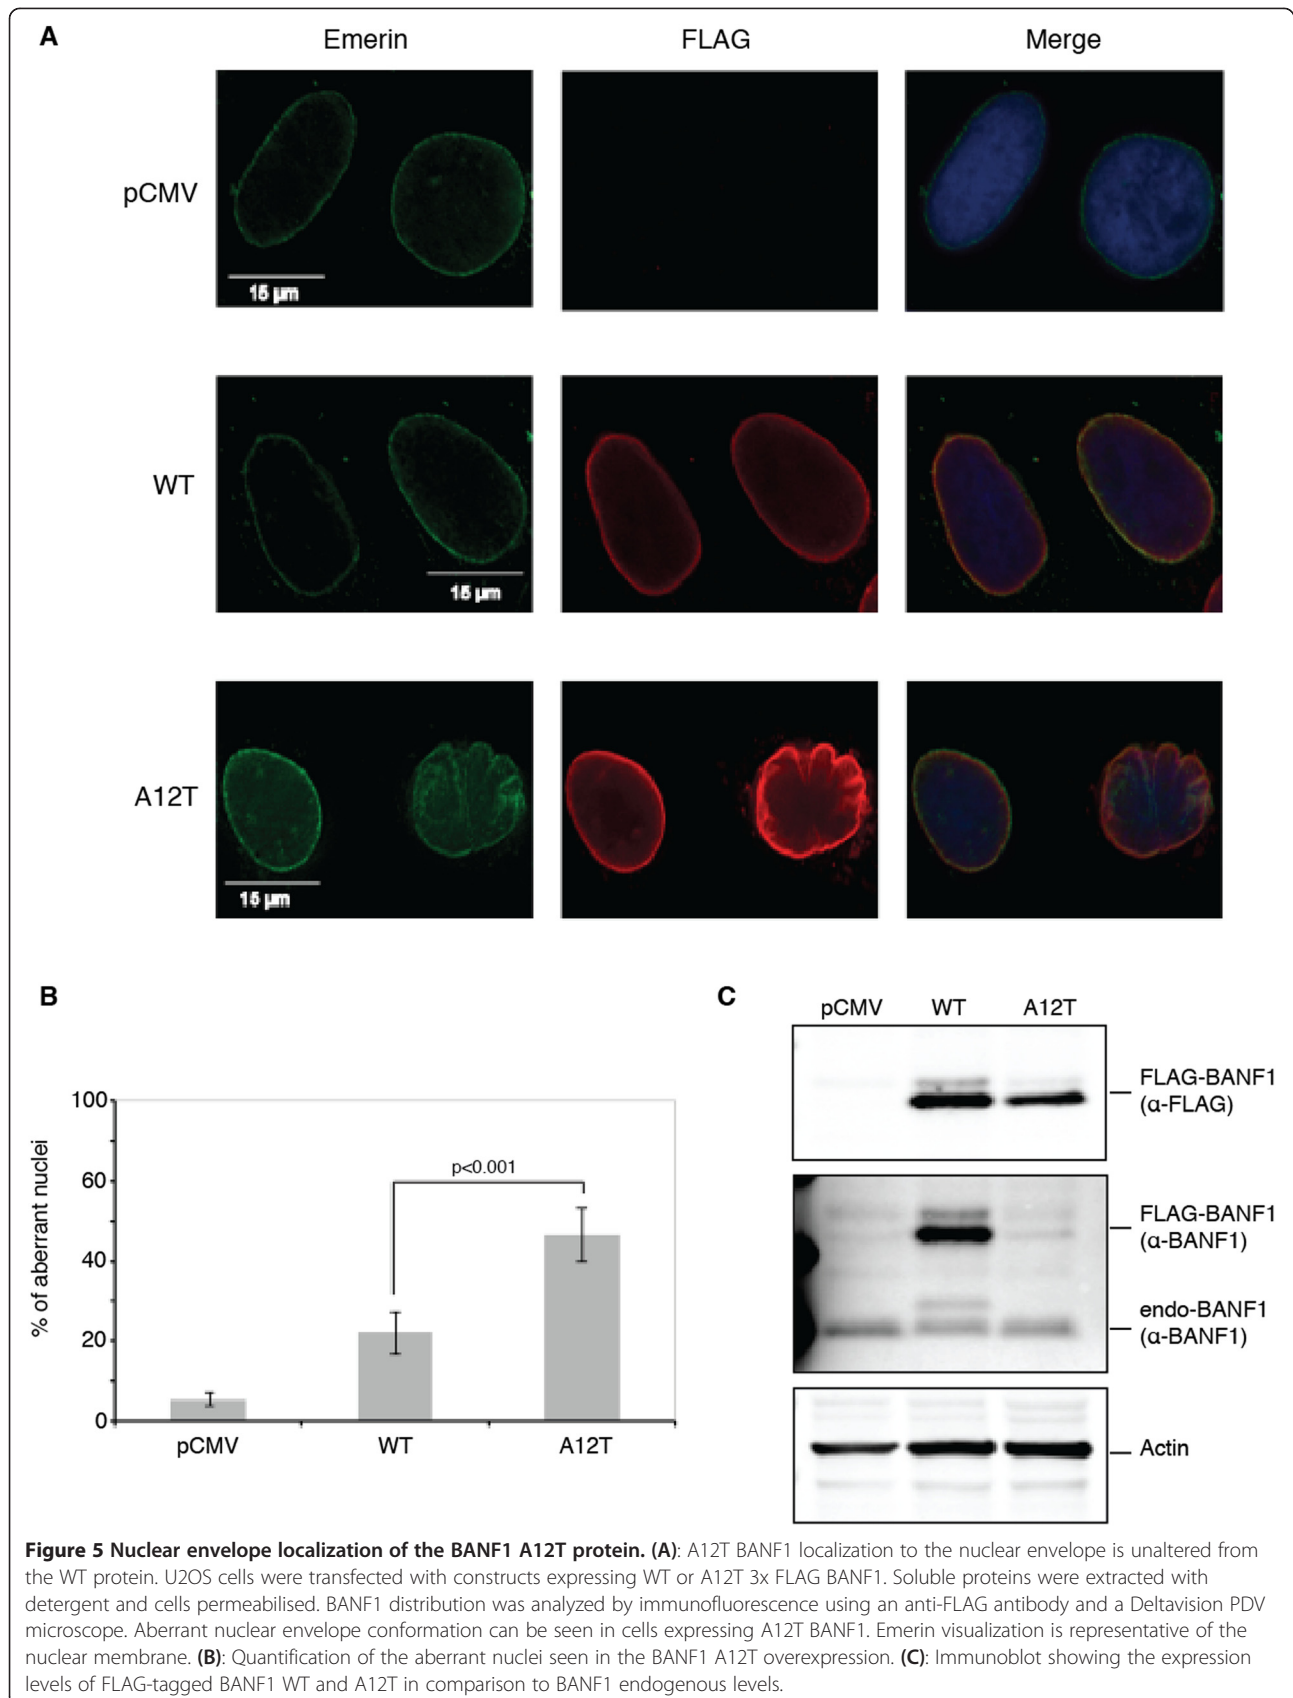 A
Emerin FLAG Merge
pCMV
15 µm
WT
15 µm
A12T
15 µm
B
% of aberrant nuclei
100
60
40
20
0
p<0.001
pCMV WT A12T
C
pCMV WT A12T
FLAG-BANF1
(α-FLAG)
FLAG-BANF1
(α-BANF1)
endo-BANF1
(α-BANF1)
Actin
Figure 5 Nuclear envelope localization of the BANF1 A12T protein. (A): A12T BANF1 localization to the nuclear envelope is unaltered from
the WT protein. U2OS cells were transfected with constructs expressing WT or A12T 3x FLAG BANF1. Soluble proteins were extracted with
detergent and cells permeabilised. BANF1 distribution was analyzed by immunofluorescence using an anti-FLAG antibody and a Deltavision PDV
microscope. Aberrant nuclear envelope conformation can be seen in cells expressing A12T BANF1. Emerin visualization is representative of the
nuclear membrane. (B): Quantification of the aberrant nuclei seen in the BANF1 A12T overexpression. (C): Immunoblot showing the expression
levels of FLAG-tagged BANF1 WT and A12T in comparison to BANF1 endogenous levels.